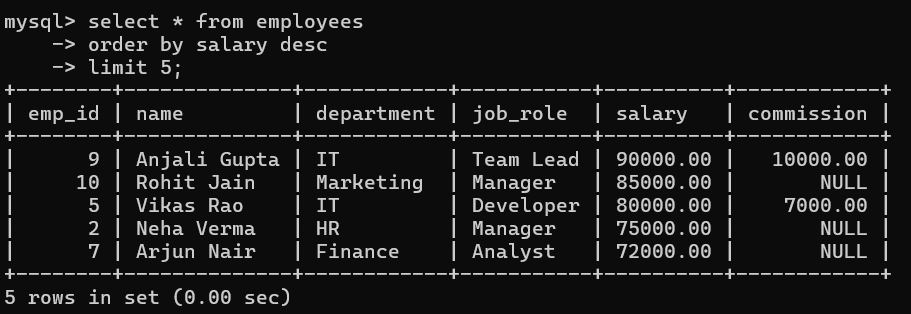 mysql> select * from employees
    -> order by salary desc
    -> limit 5;
+--------+--------------+------------+-----------+----------+------------+
| emp_id | name         | department | job_role  | salary   | commission |
+--------+--------------+------------+-----------+----------+------------+
|      9 | Anjali Gupta | IT         | Team Lead | 90000.00 |   10000.00 |
|     10 | Rohit Jain   | Marketing  | Manager   | 85000.00 |       NULL |
|      5 | Vikas Rao    | IT         | Developer | 80000.00 |    7000.00 |
|      2 | Neha Verma   | HR         | Manager   | 75000.00 |       NULL |
|      7 | Arjun Nair   | Finance    | Analyst   | 72000.00 |       NULL |
+--------+--------------+------------+-----------+----------+------------+
5 rows in set (0.00 sec)